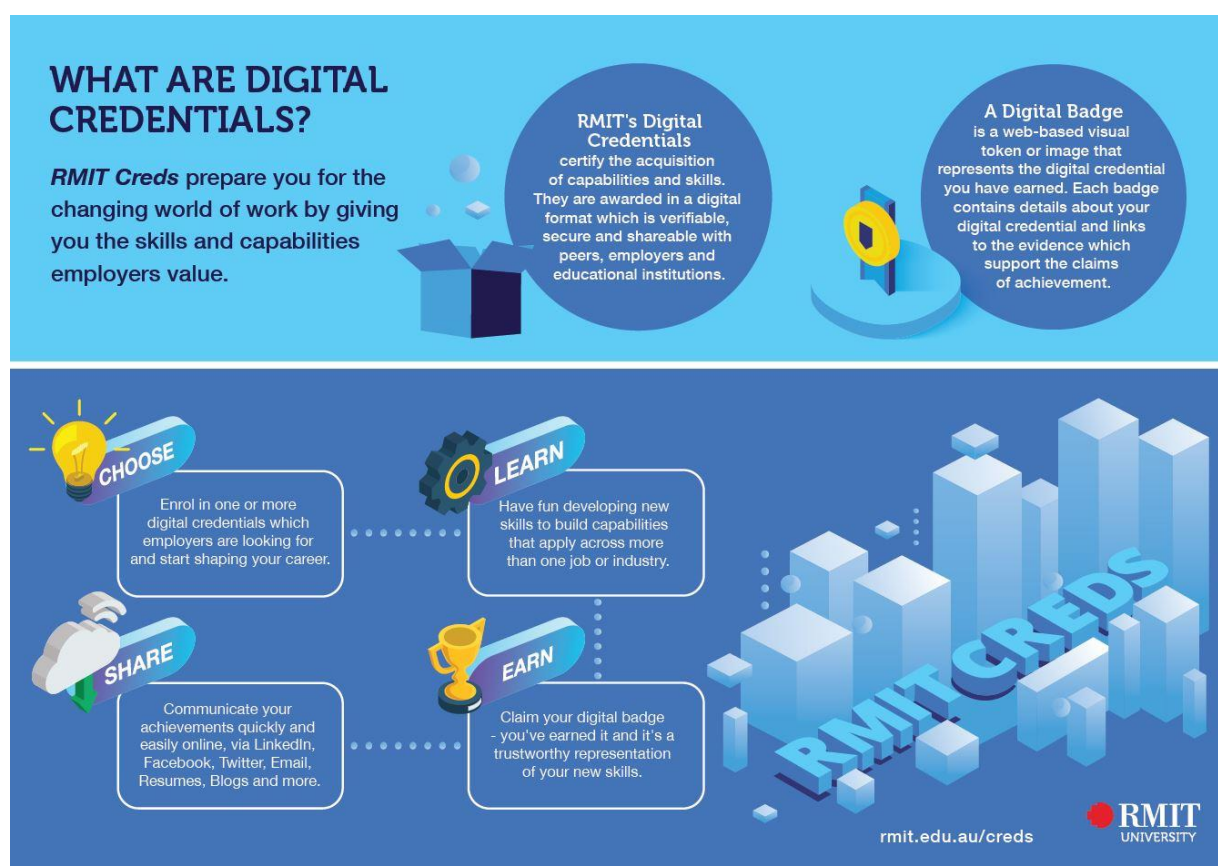 WHAT ARE DIGITAL
CREDENTIALS?
RMIT Creds prepare you for the
changing world of work by giving
you the skills and capabilities
employers value.
RMIT's Digital
Credentials
certify the acquisition
of capabilities and skills.
They are awarded in a digital
format which is verifiable,
secure and shareable with
peers, employers and
educational institutions.
A Digital Badge
is a web-based visual
token or image that
represents the digital credential
you have earned. Each badge
contains details about your
digital credential and links
to the evidence which
support the claims
of achievement.
CHOOSE
Enrol in one or more
digital credentials which
employers are looking for
and start shaping your career.
LEARN
Have fun developing new
skills to build capabilities
that apply across more
than one job or industry.
EARN
Claim your digital badge
- you've earned it and it's a
trustworthy representation
of your new skills.
SHARE
Communicate your
achievements quickly and
easily online, via LinkedIn,
Facebook, Twitter, Email,
Resumes, Blogs and more.
RMIT CREDS
rmit.edu.au/creds
RMIT
UNIVERSITY